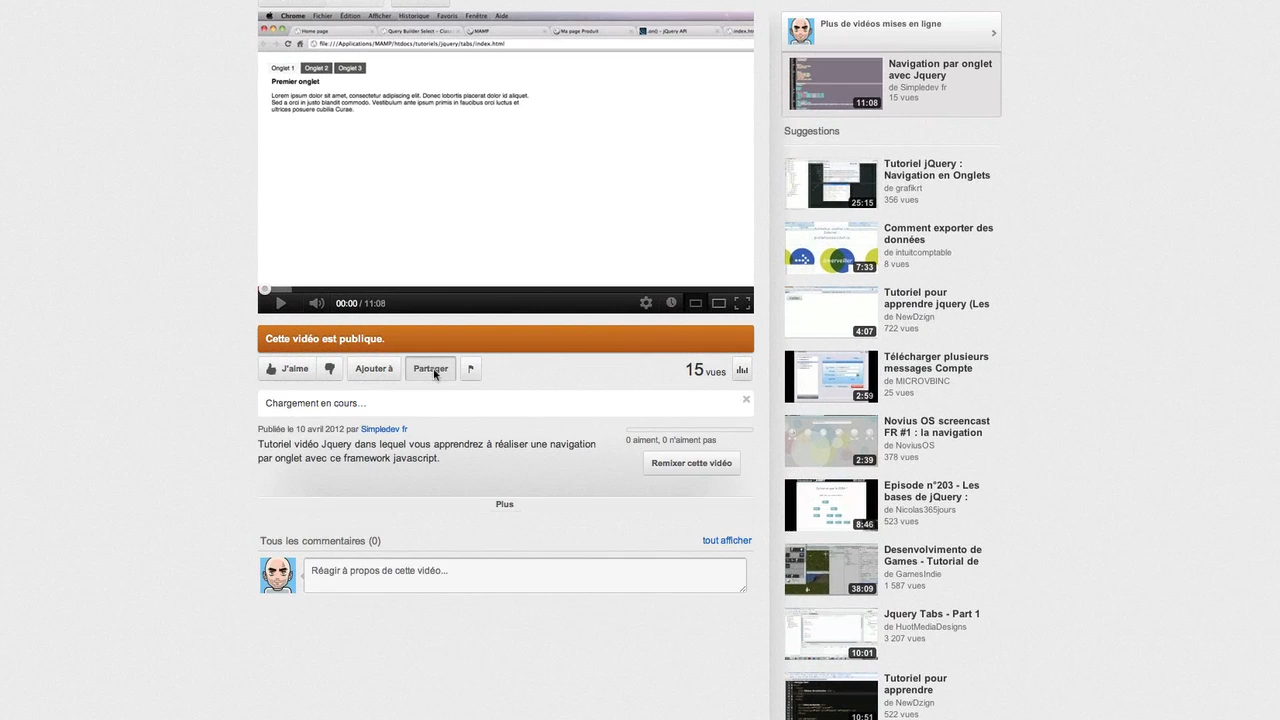 Chrome Fichier Édition Afficher Historique Favoris Fenêtre Aide
Home page
Query Builder Select - Class
MAMP
Ma page Produit
.on() - jQuery API
index.html
file:///Applications/MAMP/htdocs/tutoriels/jquery/tabs/index.html
Onglet 1 Onglet 2 Onglet 3
Premier onglet
Lorem ipsum dolor sit amet, consectetur adipiscing elit. Donec lobortis placerat dolor id aliquet.
Sed a orci in justo blandit commodo. Vestibulum ante ipsum primis in faucibus orci luctus et
ultrices posuere cubilia Curae.
00:00 / 11:08
Cette vidéo est publique.
J'aime
Ajouter à
Partager
15 vues
Chargement en cours…
Publiée le 10 avril 2012 par Simpledev fr
Tutoriel vidéo Jquery dans lequel vous apprendrez à réaliser une navigation
par onglet avec ce framework javascript.
0 aiment, 0 n'aiment pas
Remixer cette vidéo
Plus
Tous les commentaires (0)
tout afficher
Réagir à propos de cette vidéo...
Plus de vidéos mises en ligne
11:08
Navigation par onglet
avec Jquery
de Simpledev fr
15 vues
Suggestions
25:15
Tutoriel jQuery :
Navigation en Onglets
de grafikrt
356 vues
7:33
Comment exporter des
données
de intuitcomptable
8 vues
4:07
Tutoriel pour
apprendre jquery (Les
de NewDzign
722 vues
2:59
Télécharger plusieurs
messages Compte
de MICROVBINC
25 vues
2:39
Novius OS screencast
FR #1 : la navigation
de NoviusOS
378 vues
8:46
Episode n°203 - Les
bases de jQuery :
de Nicolas365jours
523 vues
38:09
Desenvolvimento de
Games - Tutorial de
de GamesIndie
1 587 vues
10:01
Jquery Tabs - Part 1
de HuotMediaDesigns
3 207 vues
10:51
Tutoriel pour
apprendre
de NewDzign
522 vues